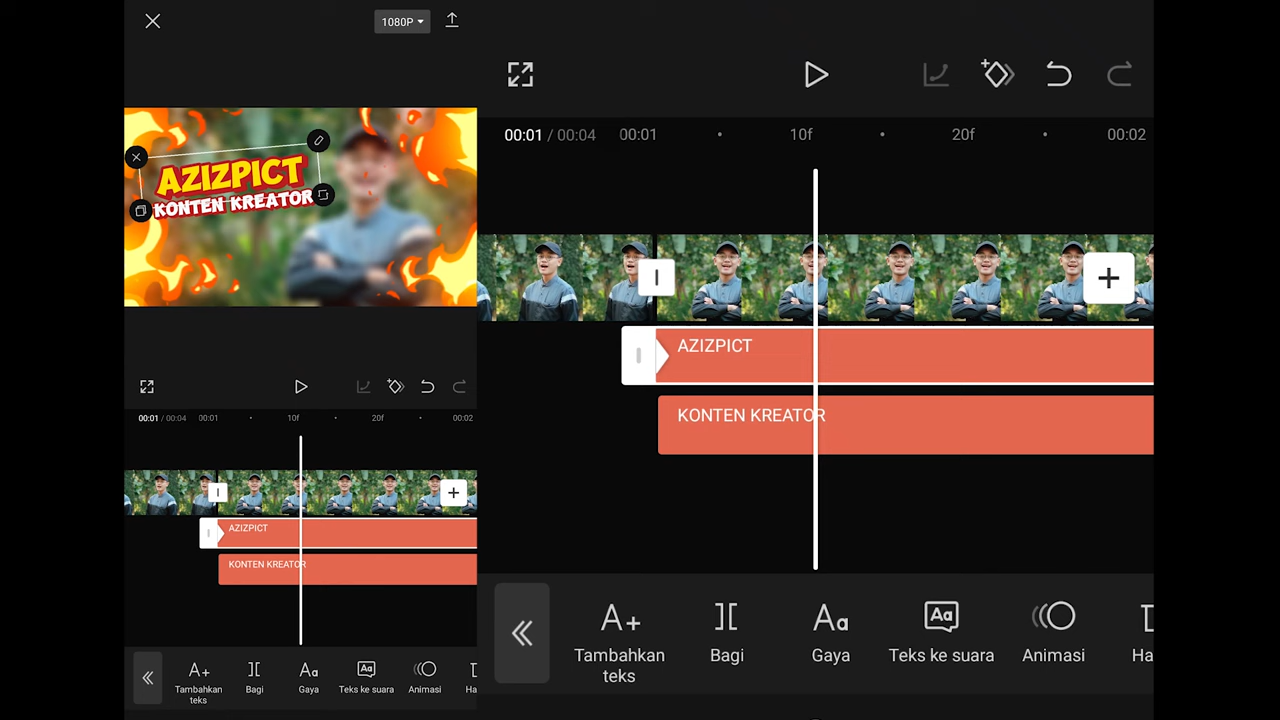 1080P
AZIZPICT
KONTEN KREATOR
00:01 / 00:04 00:01 10f 20f 00:02
AZIZPICT
KONTEN KREATOR
Tambahkan
teks
Bagi
Gaya
Teks ke suara
Animasi
Ha
00:01 / 00:04 00:01 10f 20f 00:02
AZIZPICT
KONTEN KREATOR
Tambahkan
teks
Bagi
Gaya
Teks ke suara
Animasi
Ha